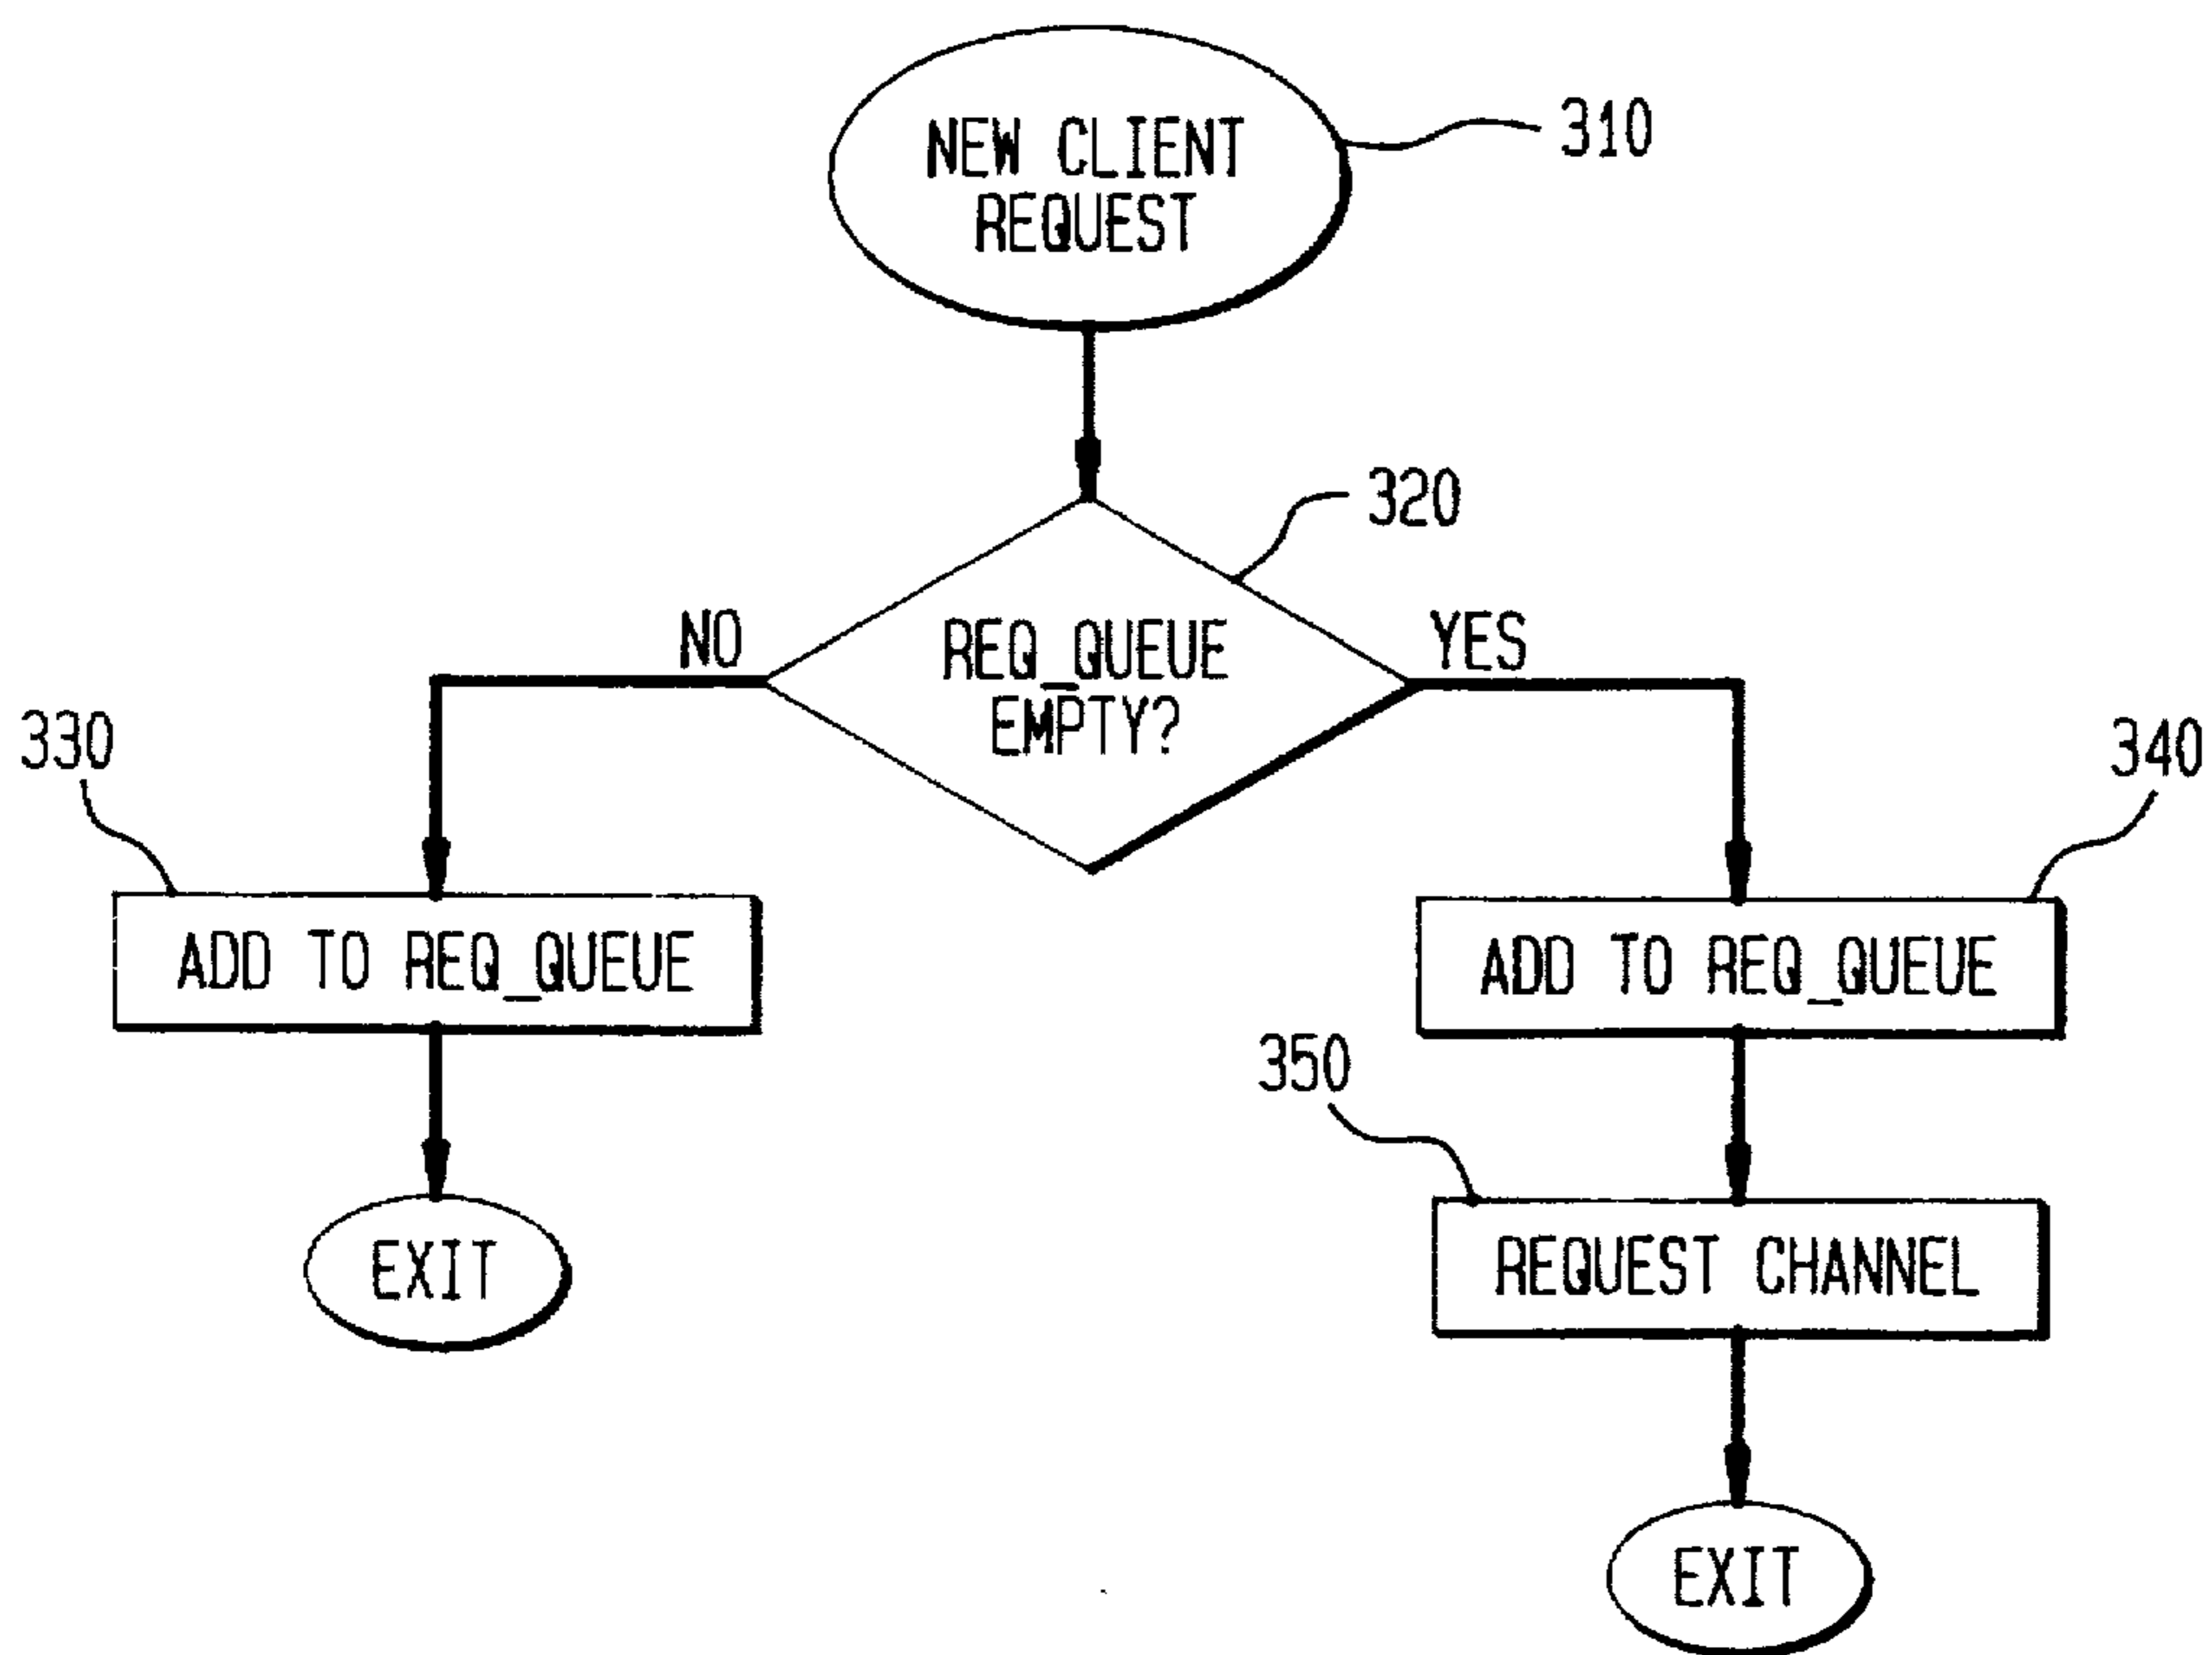 NEW CLIENT
REQUEST
310
320
REQ_QUEUE
EMPTY?
NO
YES
330
340
ADD TO REQ_QUEUE
ADD TO REQ_QUEUE
350
EXIT
REQUEST CHANNEL
EXIT